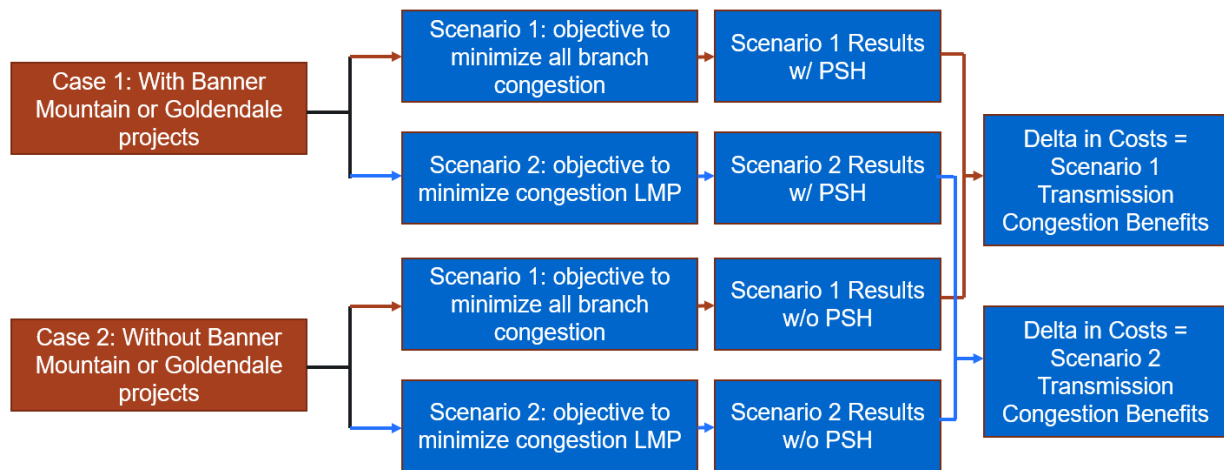 Case 1: With Banner
Mountain or Goldendale
projects
Scenario 1: objective to
minimize all branch
congestion
Scenario 1 Results
w/ PSH
Scenario 2: objective to
minimize congestion LMP
Scenario 2 Results
w/ PSH
Delta in Costs =
Scenario 1
Transmission
Congestion Benefits
Case 2: Without Banner
Mountain or Goldendale
projects
Scenario 1: objective to
minimize all branch
congestion
Scenario 1 Results
w/o PSH
Scenario 2: objective to
minimize congestion LMP
Scenario 2 Results
w/o PSH
Delta in Costs =
Scenario 2
Transmission
Congestion Benefits